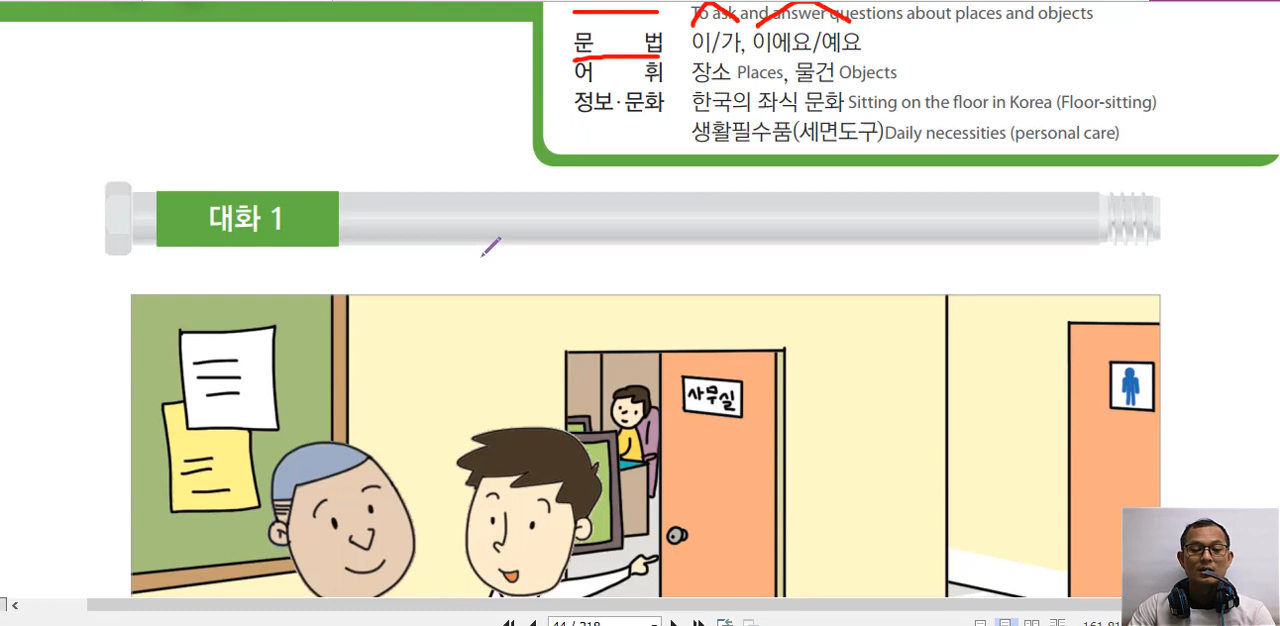 To ask and answer questions about places and objects
문 법 이/가, 이에요/예요
어 휘 장소 Places, 물건 Objects
정보·문화 한국의 좌식 문화 Sitting on the floor in Korea (Floor-sitting)
생활필수품(세면도구)Daily necessities (personal care)
대화 1
사무실
44 / 218